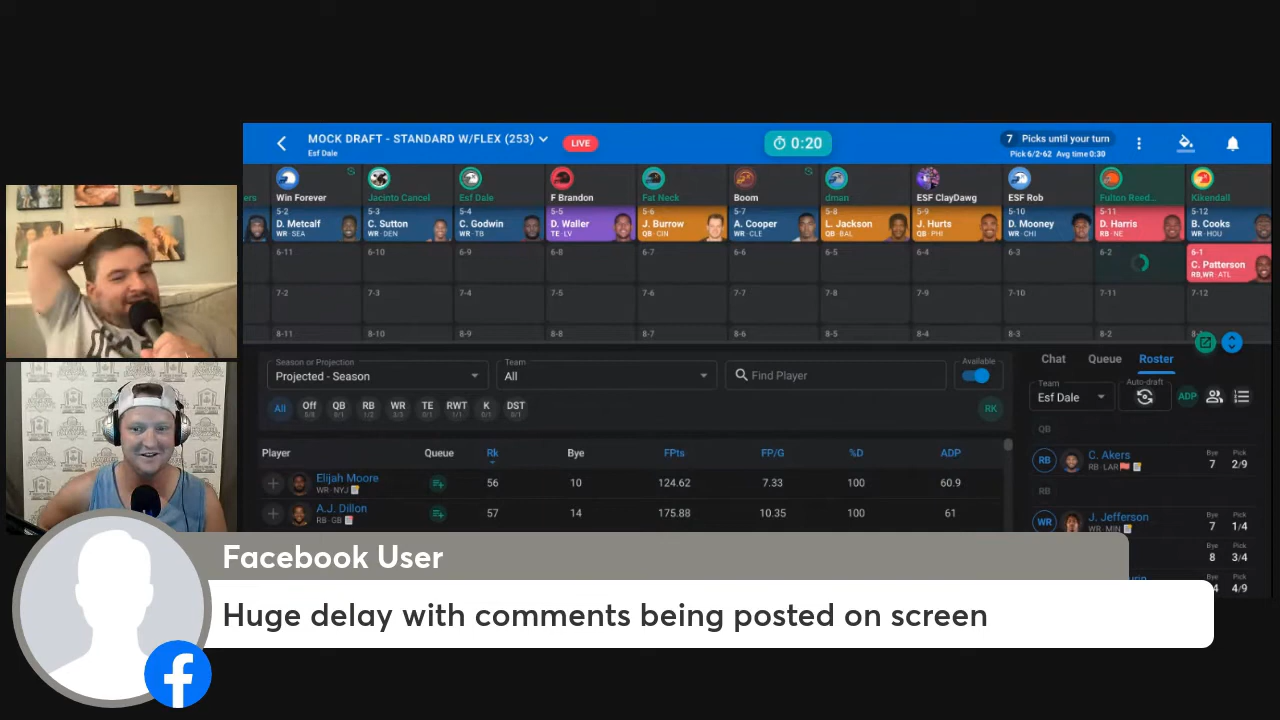 MOCK DRAFT - STANDARD W/FLEX (253)
Esf Dale
LIVE
0:20
7 Picks until your turn
Pick 6/2-62 Avg time 0:30
ers Win Forever S Jacinto Cancel Esf Dale F Brandon Fat Neck Boom S dman ESF ClayDawg ESF Rob Fulton Reed... Kirkendall
5-2 5-3 5-4 5-5 5-6 5-7 5-8 5-9 5-10 5-11 5-12
D. Metcalf C. Sutton C. Godwin D. Waller J. Burrow A. Cooper L. Jackson J. Hurts D. Mooney D. Harris B. Cooks
WR · SEA WR · DEN WR · TB TE · LV QB · CIN WR · CLE QB · BAL QB · PHI WR · CHI RB · NE WR · HOU
6-11 6-10 6-9 6-8 6-7 6-6 6-5 6-4 6-3 6-2 6-1
C. Patterson
RB,WR · ATL
7-2 7-3 7-4 7-5 7-6 7-7 7-8 7-9 7-10 7-11 7-12
8-11 8-10 8-9 8-8 8-7 8-6 8-5 8-4 8-3 8-2
Season or Projection
Projected - Season
Team
All
Find Player
Available
All Off QB RB WR TE RWT K DST
RK
Player Queue Rk Bye FPts FP/G %D ADP
Elijah Moore 56 10 124.62 7.33 100 60.9
WR · NYJ
A.J. Dillon 57 14 175.88 10.35 100 61
RB · GB
Chat Queue Roster
Team
Esf Dale
Auto-draft
ADP
QB
RB C. Akers Bye 7 Pick 2/9
RB · LAR
RB
WR J. Jefferson Bye 7 Pick 1/4
WR · MIN
Bye 8 Pick 3/4
Bye Pick 4/9
Facebook User
Huge delay with comments being posted on screen